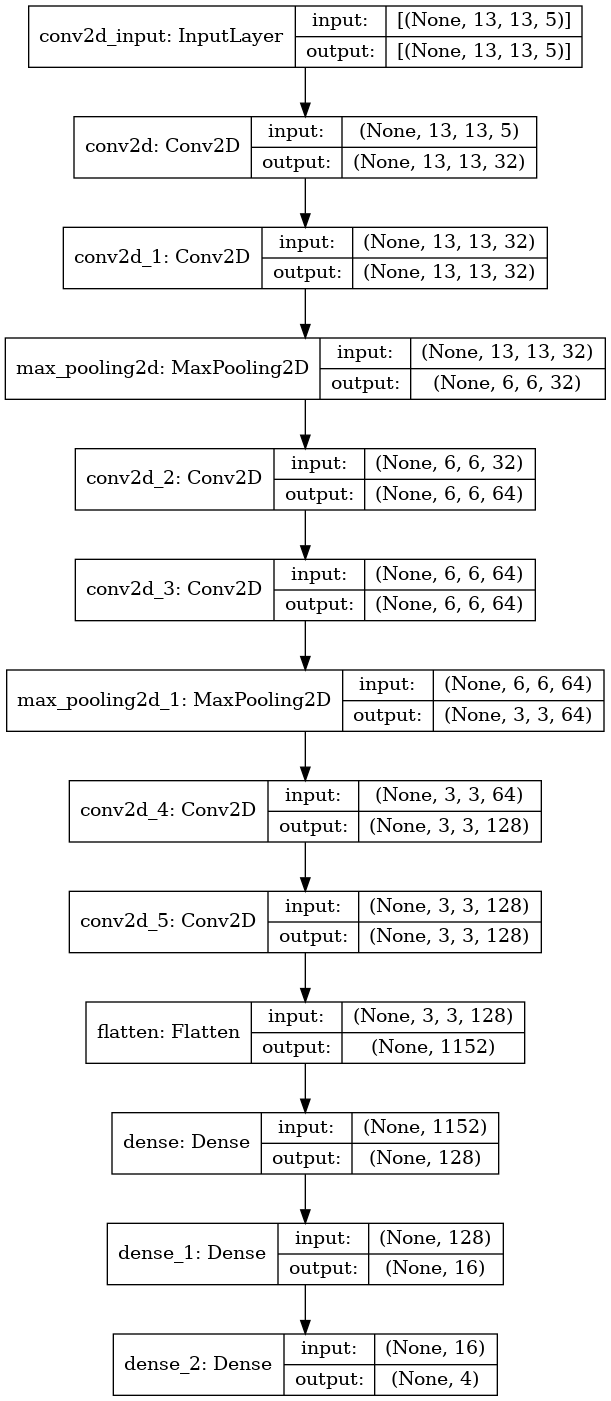 conv2d_input: InputLayer
input: [(None, 13, 13, 5)]
output: [(None, 13, 13, 5)]
conv2d: Conv2D
input: (None, 13, 13, 5)
output: (None, 13, 13, 32)
conv2d_1: Conv2D
input: (None, 13, 13, 32)
output: (None, 13, 13, 32)
max_pooling2d: MaxPooling2D
input: (None, 13, 13, 32)
output: (None, 6, 6, 32)
conv2d_2: Conv2D
input: (None, 6, 6, 32)
output: (None, 6, 6, 64)
conv2d_3: Conv2D
input: (None, 6, 6, 64)
output: (None, 6, 6, 64)
max_pooling2d_1: MaxPooling2D
input: (None, 6, 6, 64)
output: (None, 3, 3, 64)
conv2d_4: Conv2D
input: (None, 3, 3, 64)
output: (None, 3, 3, 128)
conv2d_5: Conv2D
input: (None, 3, 3, 128)
output: (None, 3, 3, 128)
flatten: Flatten
input: (None, 3, 3, 128)
output: (None, 1152)
dense: Dense
input: (None, 1152)
output: (None, 128)
dense_1: Dense
input: (None, 128)
output: (None, 16)
dense_2: Dense
input: (None, 16)
output: (None, 4)